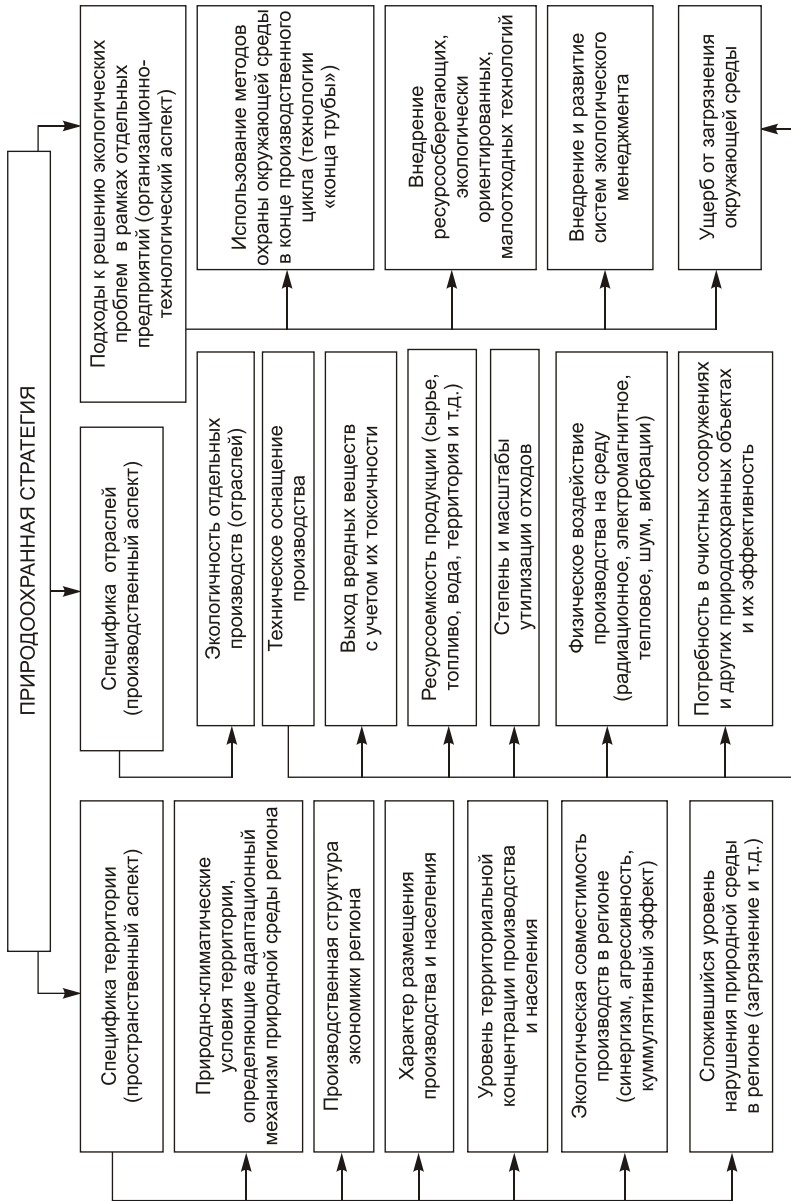 ПРИРОДООХРАННАЯ СТРАТЕГИЯ
Специфика территории
(пространственный аспект)
Природно-климатические
условия территории,
определяющие адаптационный
механизм природной среды региона
Производственная структура
экономики региона
Характер размещения
производства и населения
Уровень территориальной
концентрации производства
и населения
Экологическая совместимость
производств в регионе
(синергизм, агрессивность,
куммулятивный эффект)
Сложившийся уровень
нарушения природной среды
в регионе (загрязнение и т.д.)
Специфика отраслей
(производственный аспект)
Экологичность отдельных
производств (отраслей)
Техническое оснащение
производства
Выход вредных веществ
с учетом их токсичности
Ресурсоемкость продукции (сырье,
топливо, вода, территория и т.д.)
Степень и масштабы
утилизации отходов
Физическое воздействие
производства на среду
(радиационное, электромагнитное,
тепловое, шум, вибрации)
Потребность в очистных сооружениях
и других природоохранных объектах
и их эффективность
Подходы к решению экологических
проблем в рамках отдельных
предприятий (организационно-
технологический аспект)
Использование методов
охраны окружающей среды
в конце производственного
цикла (технологии
«конца трубы»)
Внедрение
ресурсосберегающих,
экологически
ориентированных,
малоотходных технологий
Внедрение и развитие
систем экологического
менеджмента
Ущерб от загрязнения
окружающей среды